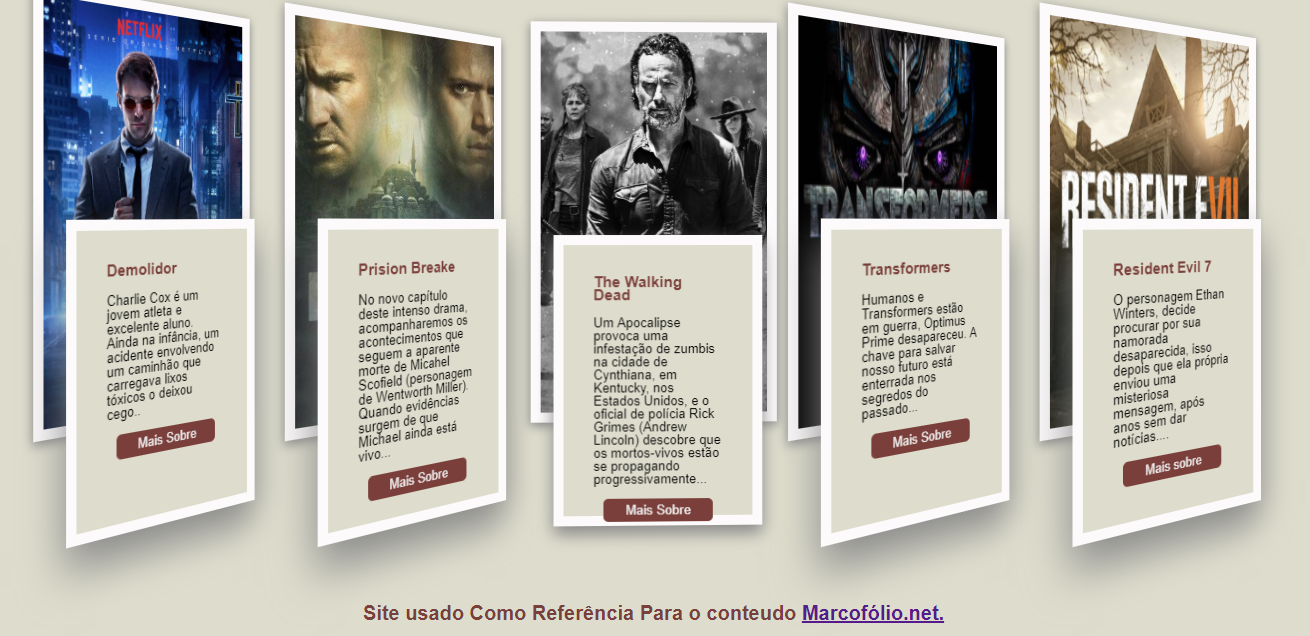 NETFLIX
UMA SÉRIE ORIGINAL NETFLIX
TRANSFORMERS
RESIDENT EVIL
Demolidor
Charlie Cox é um
jovem atleta e
excelente aluno.
Ainda na infância, um
acidente envolvendo
um caminhão que
carregava lixos
tóxicos o deixou
cego..
Mais Sobre
Prision Breake
No novo capítulo
deste intenso drama,
acompanharemos os
acontecimentos que
seguem a aparente
morte de Micahel
Scofield (personagem
de Wentworth Miller).
Quando evidências
surgem de que
Michael ainda está
vivo...
Mais Sobre
The Walking
Dead
Um Apocalipse
provoca uma
infestação de zumbis
na cidade de
Cynthiana, em
Kentucky, nos
Estados Unidos, e o
oficial de polícia Rick
Grimes (Andrew
Lincoln) descobre que
os mortos-vivos estão
se propagando
progressivamente...
Mais Sobre
Transformers
Humanos e
Transformers estão
em guerra, Optimus
Prime desapareceu. A
chave para salvar
nosso futuro está
enterrada nos
segredos do
passado...
Mais Sobre
Resident Evil 7
O personagem Ethan
Winters, decide
procurar por sua
namorada
desaparecida, isso
depois que ela própria
enviou uma
misteriosa
mensagem, após
anos sem dar
notícias....
Mais sobre
Site usado Como Referência Para o conteudo Marcofólio.net.